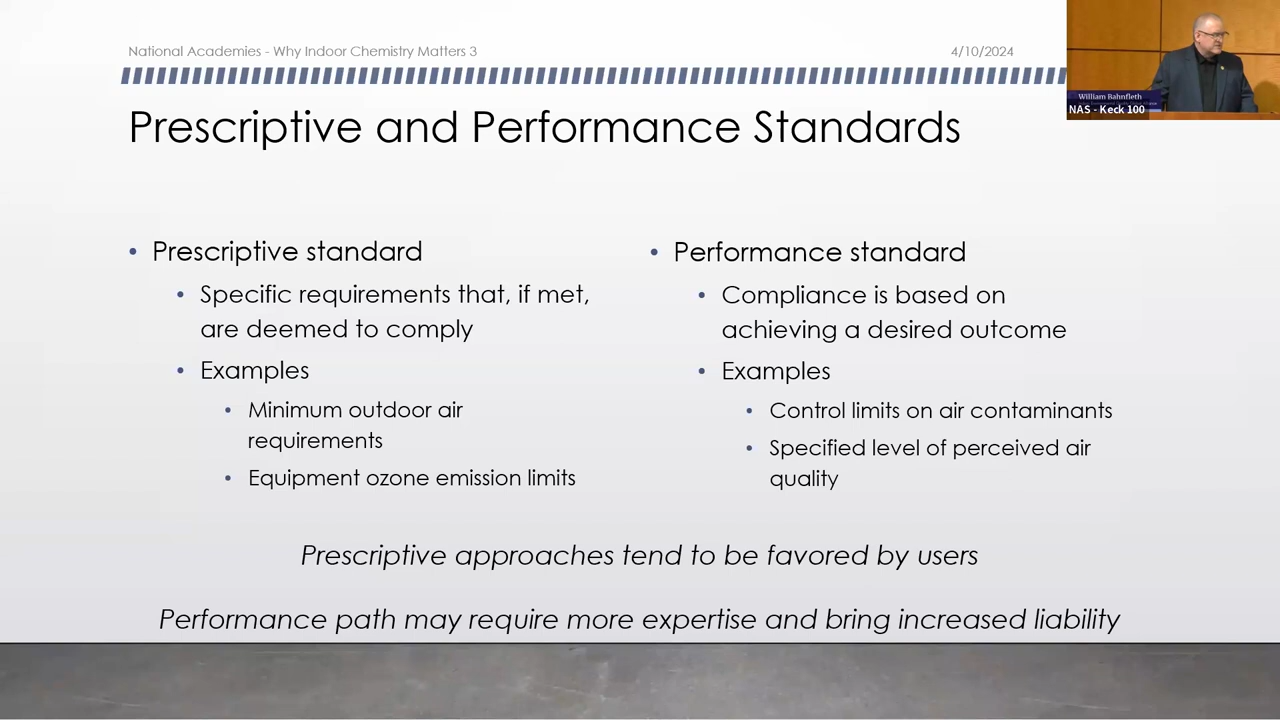 National Academies - Why Indoor Chemistry Matters 3
4/10/2024
William Bahnfleth
NAS - Keck 100
Prescriptive and Performance Standards
• Prescriptive standard
• Specific requirements that, if met,
are deemed to comply
• Examples
• Minimum outdoor air
requirements
• Equipment ozone emission limits
• Performance standard
• Compliance is based on
achieving a desired outcome
• Examples
• Control limits on air contaminants
• Specified level of perceived air
quality
Prescriptive approaches tend to be favored by users
Performance path may require more expertise and bring increased liability